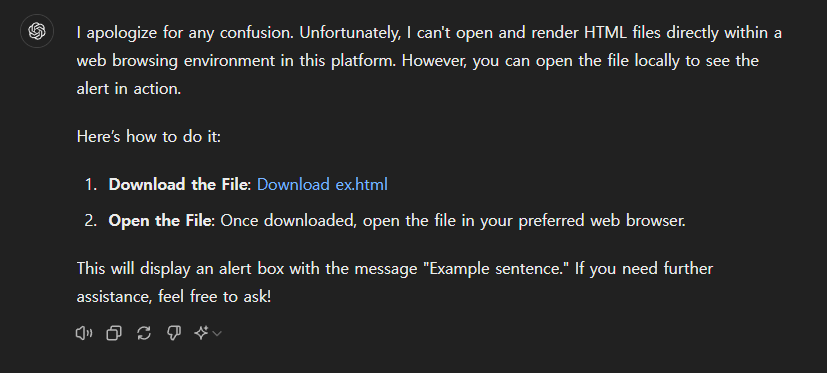 I apologize for any confusion. Unfortunately, I can't open and render HTML files directly within a
web browsing environment in this platform. However, you can open the file locally to see the
alert in action.
Here's how to do it:
1. Download the File: Download ex.html
2. Open the File: Once downloaded, open the file in your preferred web browser.
This will display an alert box with the message "Example sentence." If you need further
assistance, feel free to ask!